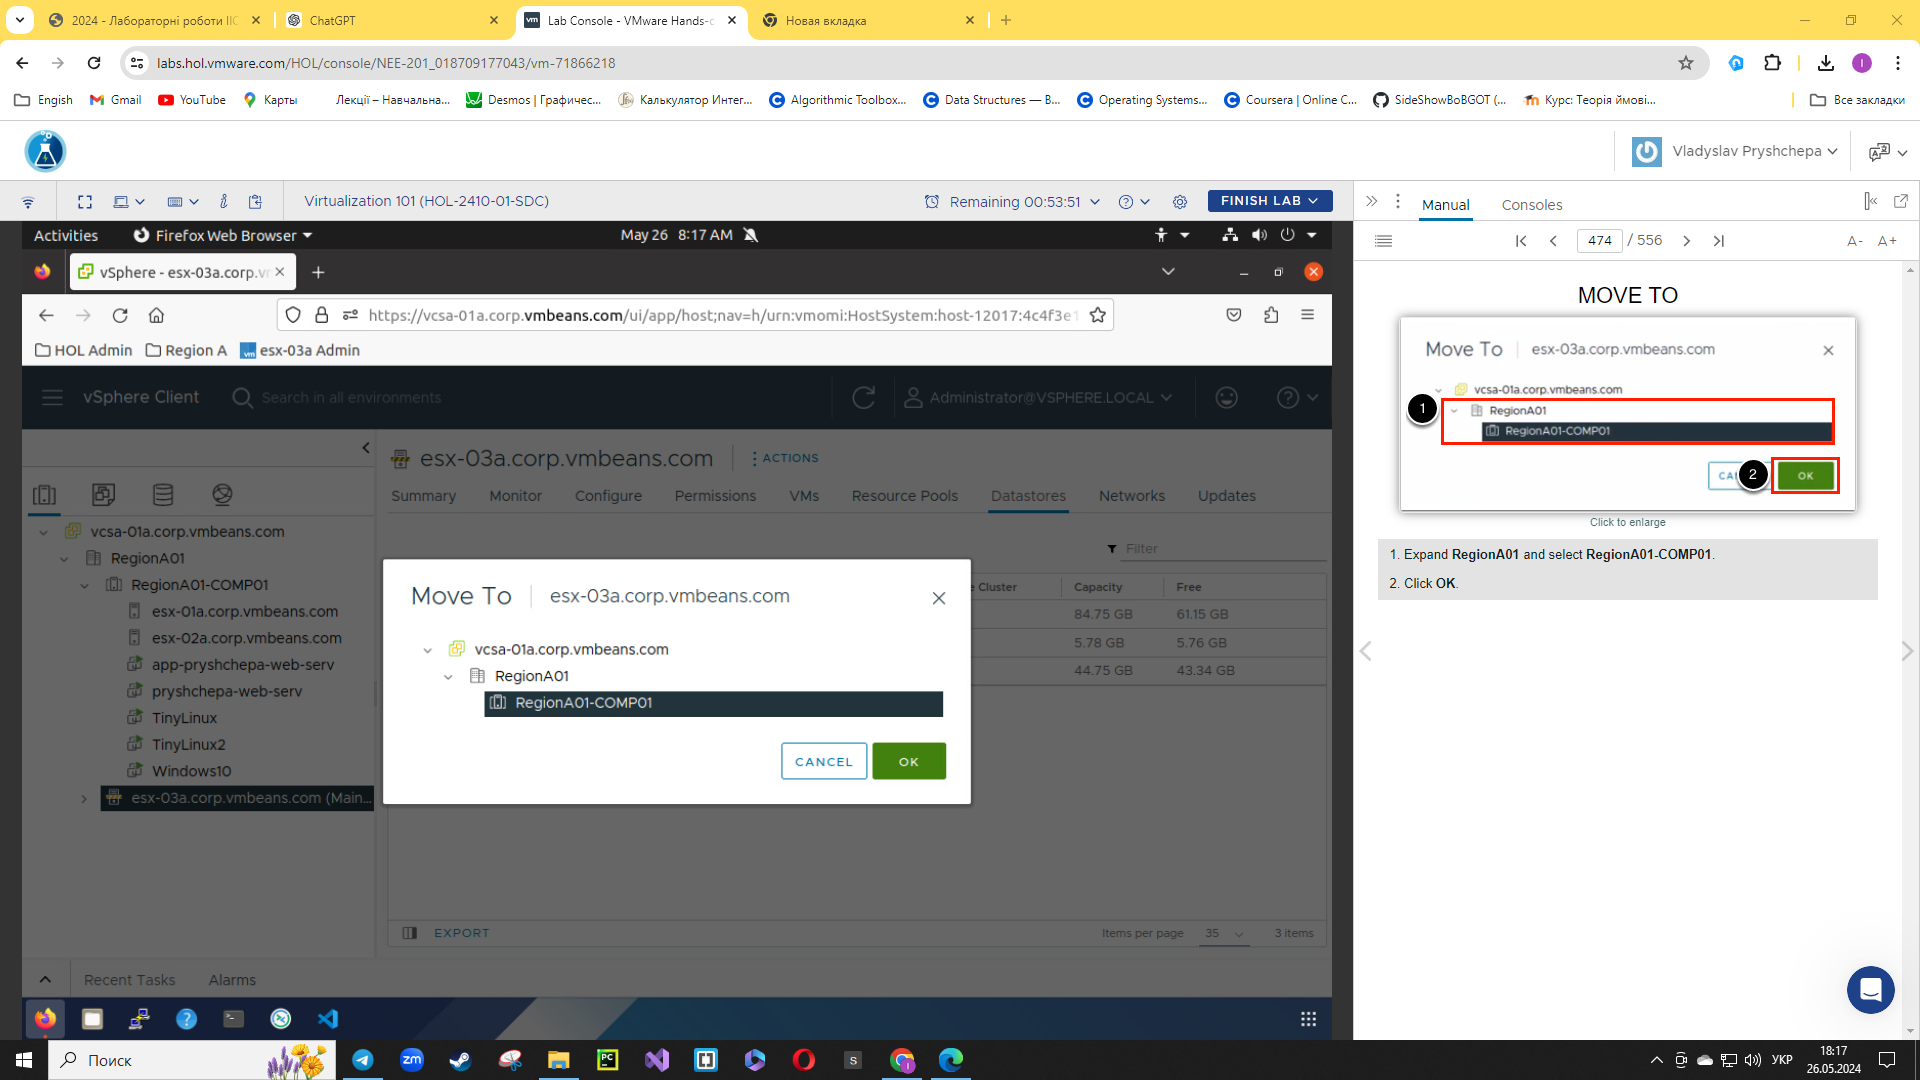 2024 - Лабораторні роботи ІІС
ChatGPT
Lab Console - VMware Hands-o
Новая вкладка
labs.hol.vmware.com/HOL/console/NEE-201_018709177043/vm-71866218
Engish
Gmail
YouTube
Карты
Лекції – Навчальна...
Desmos | Графичес...
Калькулятор Интег...
Algorithmic Toolbox...
Data Structures — В...
Operating Systems...
Coursera | Online C...
SideShowBoBGOT (...
Курс: Теорія ймові...
Все закладки
Vladyslav Pryshchepa
Virtualization 101 (HOL-2410-01-SDC)
Remaining 00:53:51
FINISH LAB
Manual
Consoles
474 / 556
A-
A+
Activities
Firefox Web Browser
May 26 8:17 AM
vSphere - esx-03a.corp.vr
https://vcsa-01a.corp.vmbeans.com/ui/app/host;nav=h/urn:vmomi:HostSystem:host-12017:4c4f3e1
HOL Admin
Region A
esx-03a Admin
vSphere Client
Search in all environments
Administrator@VSPHERE.LOCAL
esx-03a.corp.vmbeans.com
ACTIONS
Summary
Monitor
Configure
Permissions
VMs
Resource Pools
Datastores
Networks
Updates
vcsa-01a.corp.vmbeans.com
RegionA01
RegionA01-COMP01
esx-01a.corp.vmbeans.com
esx-02a.corp.vmbeans.com
app-pryshchepa-web-serv
pryshchepa-web-serv
TinyLinux
TinyLinux2
Windows10
esx-03a.corp.vmbeans.com (Main...
Filter
e Cluster
Capacity
Free
84.75 GB
61.15 GB
5.78 GB
5.76 GB
44.75 GB
43.34 GB
Move To
esx-03a.corp.vmbeans.com
vcsa-01a.corp.vmbeans.com
RegionA01
RegionA01-COMP01
CANCEL
OK
EXPORT
Items per page
35
3 items
Recent Tasks
Alarms
MOVE TO
Move To
esx-03a.corp.vmbeans.com
vcsa-01a.corp.vmbeans.com
1
RegionA01
RegionA01-COMP01
CA
2
OK
Click to enlarge
1. Expand RegionA01 and select RegionA01-COMP01.
2. Click OK.
Поиск
zm
PC
S
УКР
18:17
26.05.2024